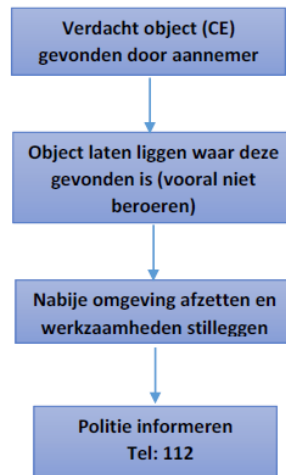 Verdacht object (CE)
gevonden door aannemer
Object laten liggen waar deze
gevonden is (vooral niet
beroeren)
Nabije omgeving afzetten en
werkzaamheden stilleggen
Politie informeren
Tel: 112